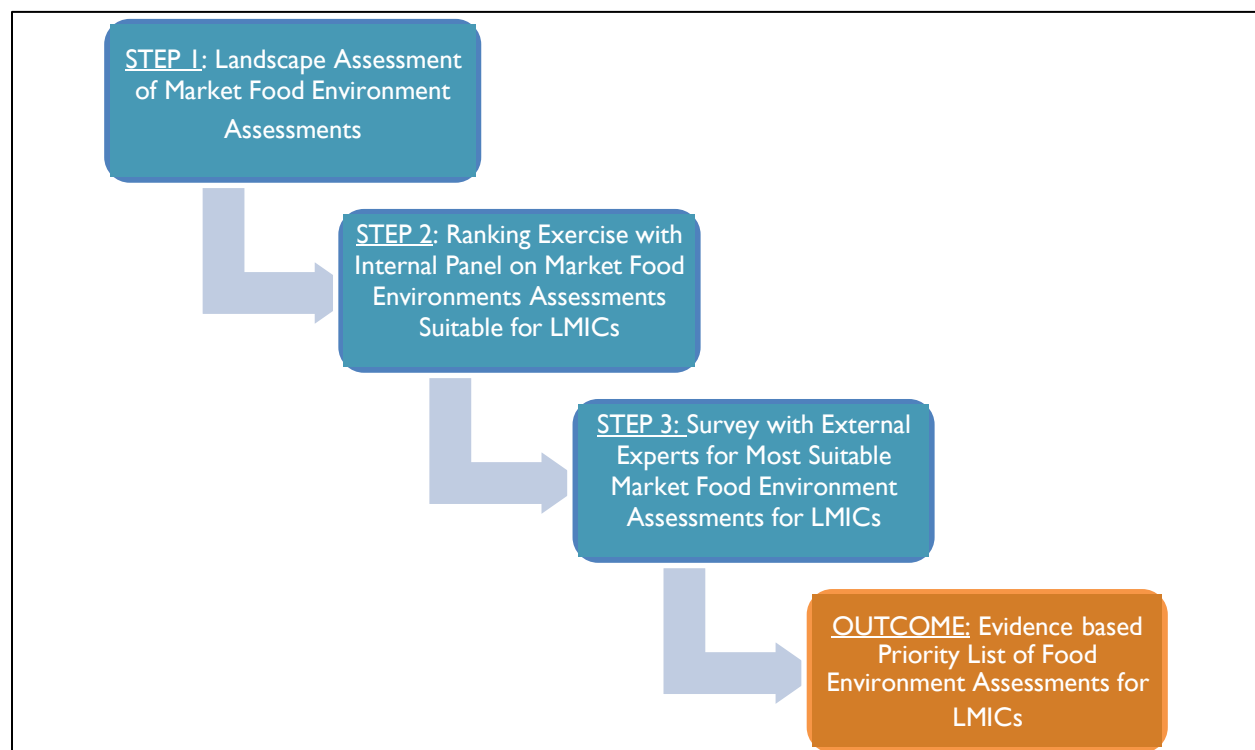 STEP 1: Landscape Assessment
of Market Food Environment
Assessments
STEP 2: Ranking Exercise with
Internal Panel on Market Food
Environments Assessments
Suitable for LMICs
STEP 3: Survey with External
Experts for Most Suitable
Market Food Environment
Assessments for LMICs
OUTCOME: Evidence based
Priority List of Food
Environment Assessments for
LMICs